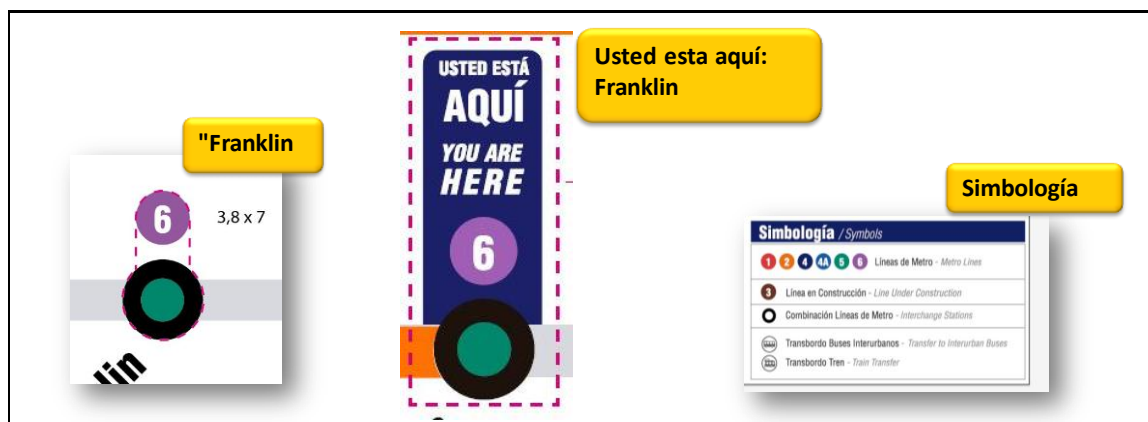 "Franklin
6
3,8 x 7
lin
USTED ESTÁ
AQUÍ
YOU ARE
HERE
6
Usted esta aquí:
Franklin
Simbología
Simbología / Symbols
1 2 4 4A 5 6 Líneas de Metro - Metro Lines
3 Línea en Construcción - Line Under Construction
Combinación Líneas de Metro - Interchange Stations
Transbordo Buses Interurbanos - Transfer to Interurban Buses
Transbordo Tren - Train Transfer